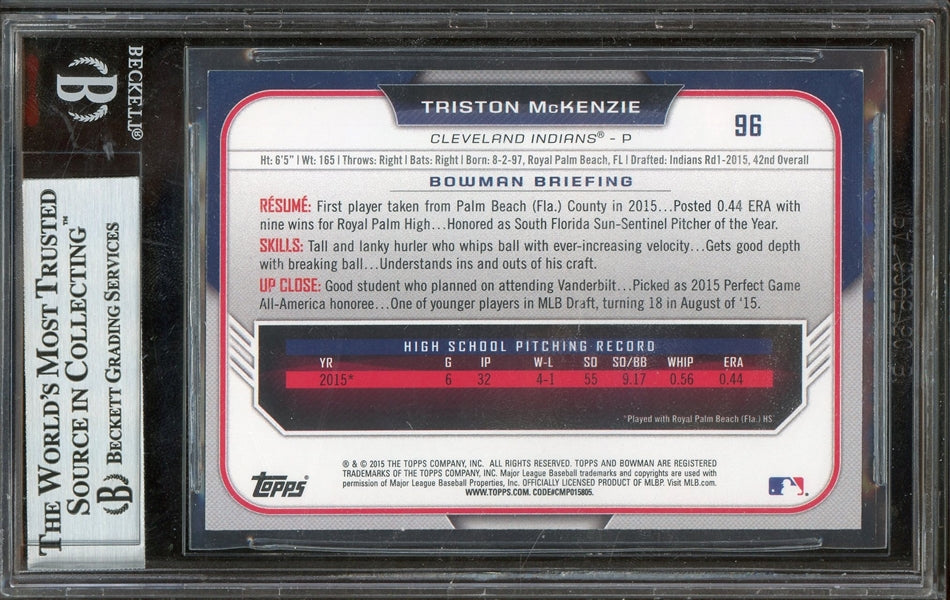 BECKETT®
B
THE WORLD'S MOST TRUSTED
SOURCE IN COLLECTING™
BECKETT GRADING SERVICES
B
TRISTON McKENZIE
96
CLEVELAND INDIANS® - P
Ht: 6'5" | Wt: 165 | Throws: Right | Bats: Right | Born: 8-2-97, Royal Palm Beach, FL | Drafted: Indians Rd1-2015, 42nd Overall
BOWMAN BRIEFING
RÉSUMÉ: First player taken from Palm Beach (Fla.) County in 2015...Posted 0.44 ERA with
nine wins for Royal Palm High...Honored as South Florida Sun-Sentinel Pitcher of the Year.
SKILLS: Tall and lanky hurler who whips ball with ever-increasing velocity...Gets good depth
with breaking ball...Understands ins and outs of his craft.
UP CLOSE: Good student who planned on attending Vanderbilt...Picked as 2015 Perfect Game
All-America honoree...One of younger players in MLB Draft, turning 18 in August of '15.
HIGH SCHOOL PITCHING RECORD
YR G IP W-L SO SO/BB WHIP ERA
2015* 6 32 4-1 55 9.17 0.56 0.44
*Played with Royal Palm Beach (Fla.) HS
® & © 2015 THE TOPPS COMPANY, INC. ALL RIGHTS RESERVED. TOPPS AND BOWMAN ARE REGISTERED
TRADEMARKS OF THE TOPPS COMPANY, INC. Major League Baseball trademarks and copyrights are used with
permission of Major League Baseball Properties, Inc. OFFICIALLY LICENSED PRODUCT OF MLBP. Visit MLB.com.
WWW.TOPPS.COM. CODE#CMP015805.
topps